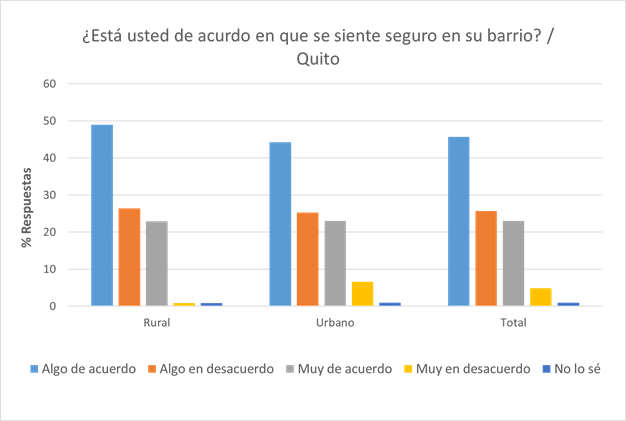 ¿Está usted de acurdo en que se siente seguro en su barrio? /
Quito
60
50
40
30
20
10
0
% Respuestas
Rural
Urbano
Total
Algo de acuerdo
Algo en desacuerdo
Muy de acuerdo
Muy en desacuerdo
No lo sé